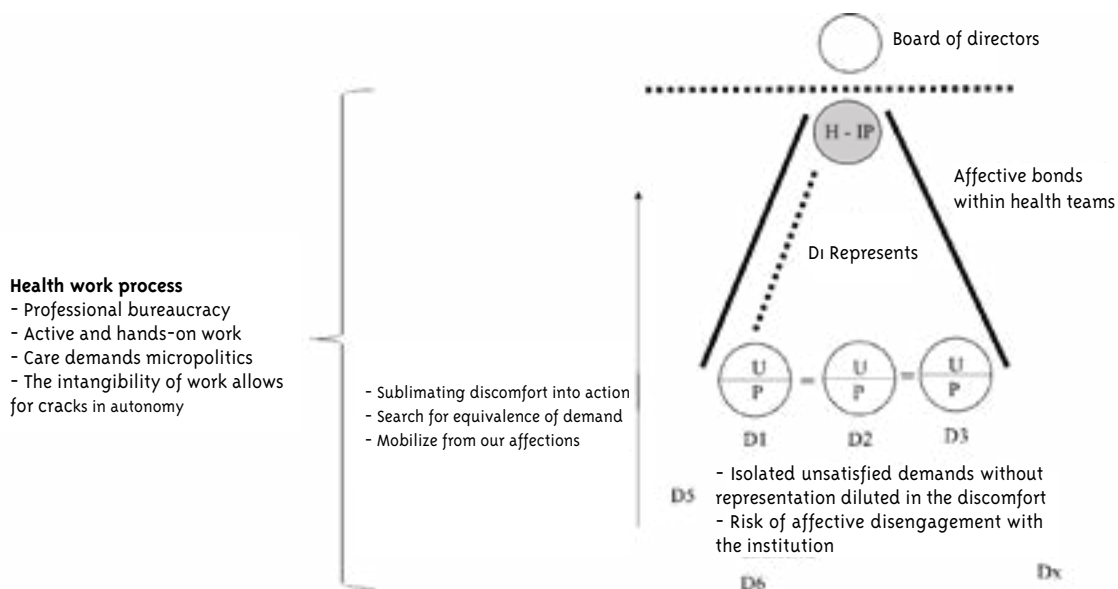 Board of directors
H - IP
Affective bonds
within health teams
D1 Represents
Health work process
- Professional bureaucracy
- Active and hands-on work
- Care demands micropolitics
- The intangibility of work allows
for cracks in autonomy
- Sublimating discomfort into action
- Search for equivalence of demand
- Mobilize from our affections
U = U = U
P P P
D1 D2 D3
- Isolated unsatisfied demands without
representation diluted in the discomfort
- Risk of affective disengagement with
the institution
D5
D6
Dx